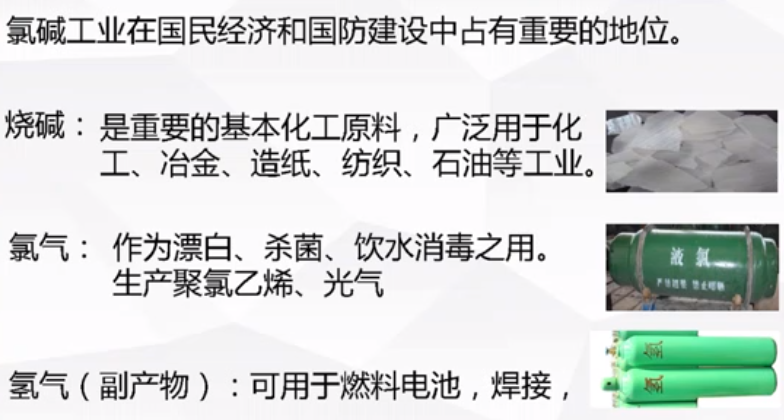 氯碱工业在国民经济和国防建设中占有重要的地位。
烧碱：是重要的基本化工原料，广泛用于化
工、冶金、造纸、纺织、石油等工业。
氯气：作为漂白、杀菌、饮水消毒之用。
液氯
生产聚氯乙烯、光气
氢气（副产物）：可用于燃料电池，焊接，
氢
氢